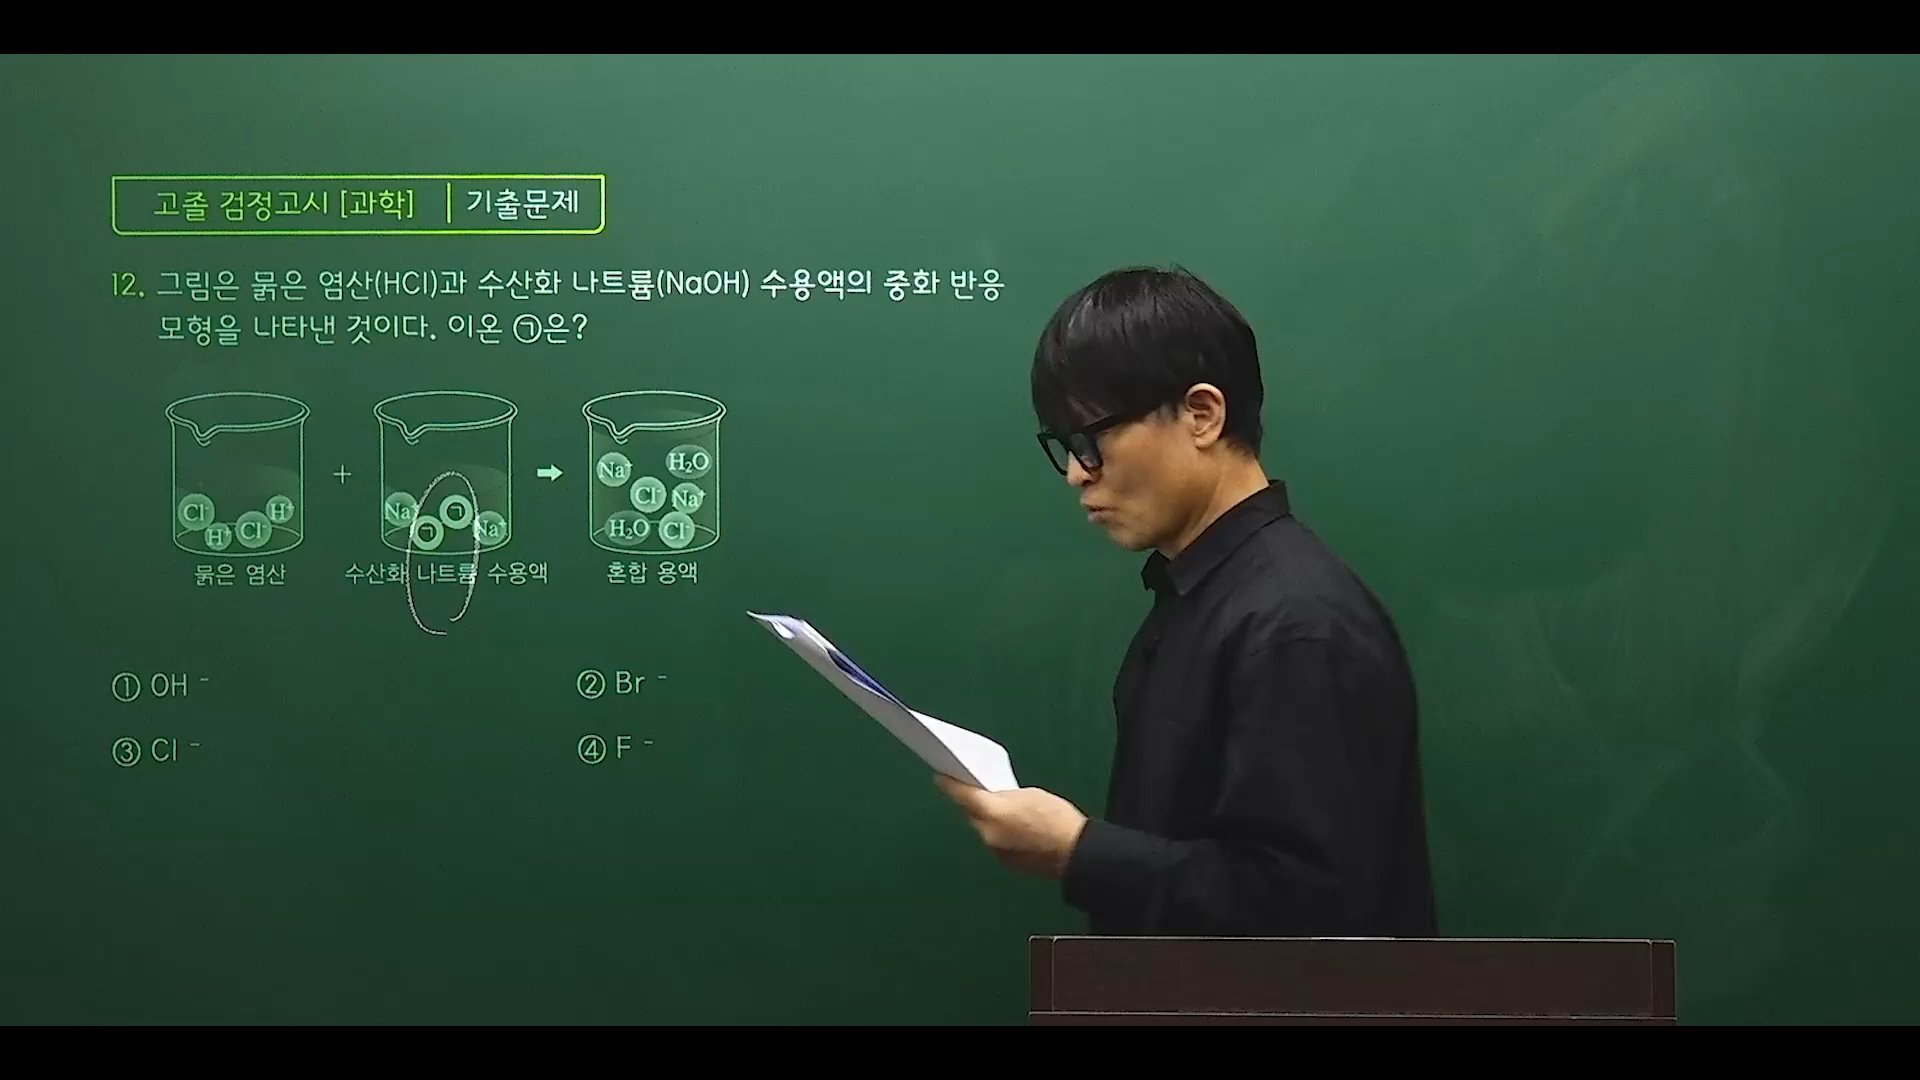 고졸 검정고시 [과학] 기출문제
12. 그림은 묽은 염산(HCl)과 수산화 나트륨(NaOH) 수용액의 중화 반응
모형을 나타낸 것이다. 이온 ㉠은?
Cl⁻ H⁺ Cl⁻ H⁺
+
Na⁺ ㉠ ㉠ Na⁺
Na⁺ H₂O
Cl⁻ Na⁺
H₂O Cl⁻
묽은 염산 수산화 나트륨 수용액 혼합 용액
① OH⁻ ② Br⁻
③ Cl⁻ ④ F⁻